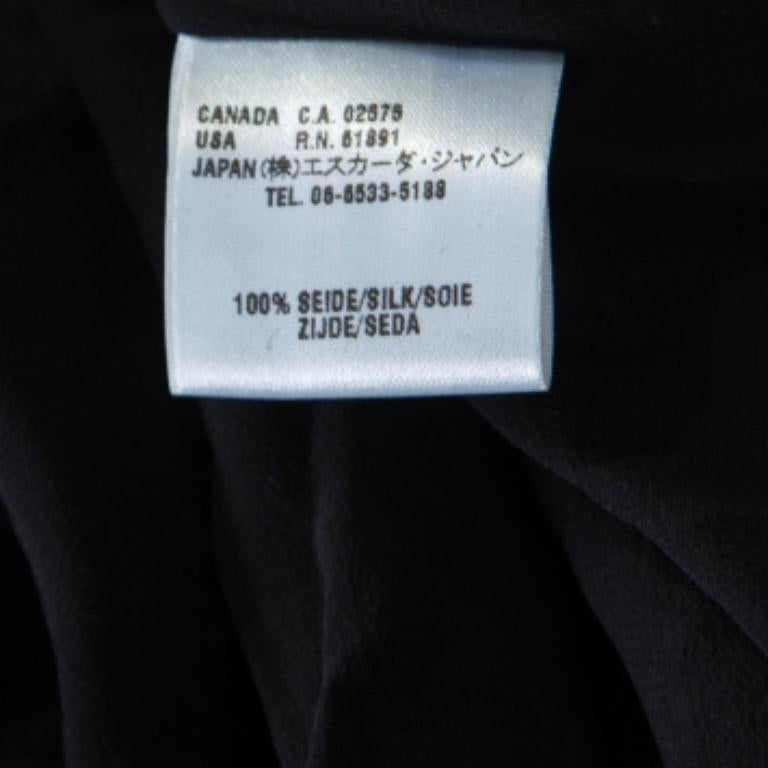 CANADA C.A. 02676
USA R.N. 61891
JAPAN (株)エスカーダ・ジャパン
TEL. 06-6533-5188
100% SEIDE/SILK/SOIE
ZIJDE/SEDA